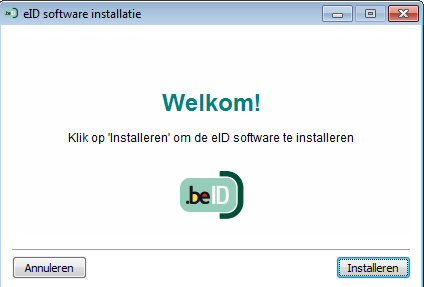 eID software installatie
Welkom!
Klik op 'Installeren' om de eID software te installeren
.beID
Annuleren
Installeren